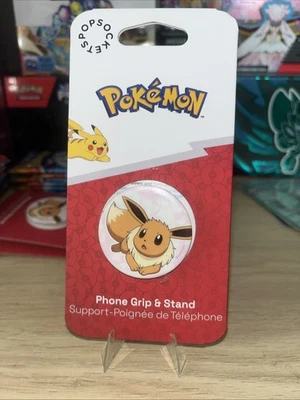 POPSOCKETS
POKÉMON
Phone Grip & Stand
Support-Poignée de Téléphone